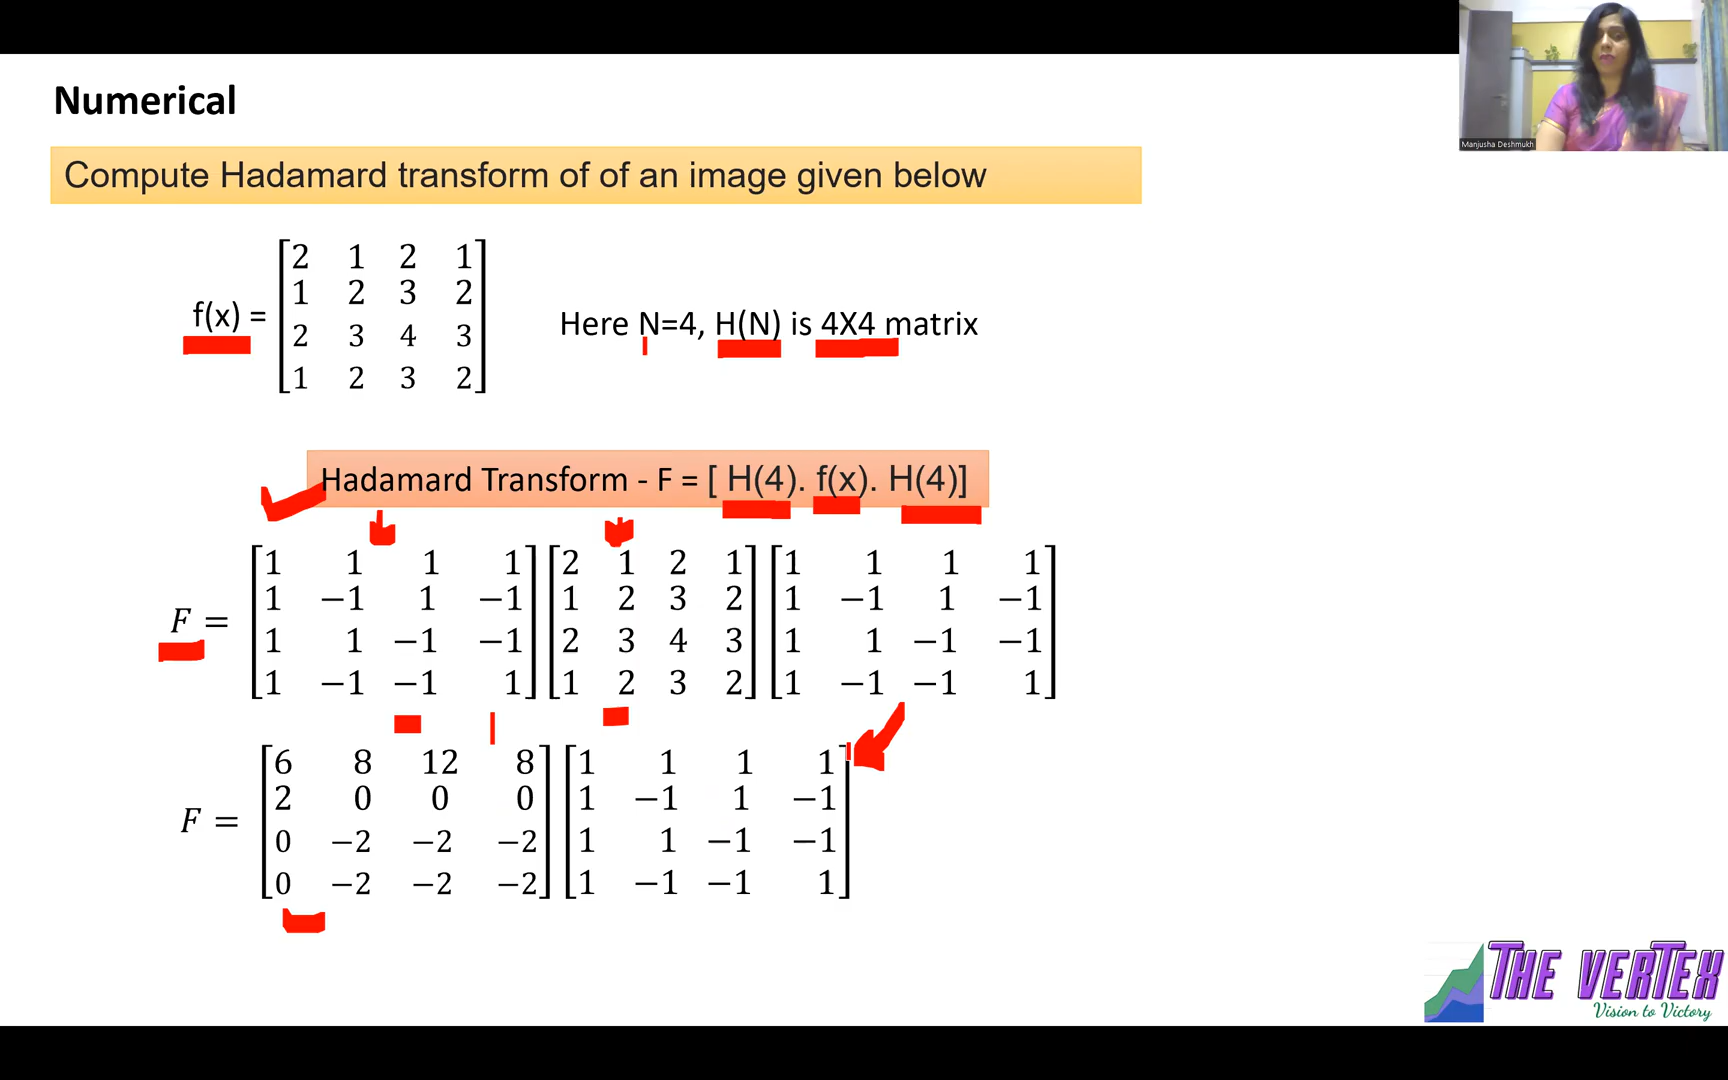 Manjusha Deshmukh
Numerical
Compute Hadamard transform of of an image given below
f(x) =
2 1 2 1
1 2 3 2
2 3 4 3
1 2 3 2
Here N=4, H(N) is 4X4 matrix
Hadamard Transform - F = [ H(4). f(x). H(4)]
F =
1 1 1 1
1 −1 1 −1
1 1 −1 −1
1 −1 −1 1
2 1 2 1
1 2 3 2
2 3 4 3
1 2 3 2
1 1 1 1
1 −1 1 −1
1 1 −1 −1
1 −1 −1 1
F =
6 8 12 8
2 0 0 0
0 −2 −2 −2
0 −2 −2 −2
1 1 1 1
1 −1 1 −1
1 1 −1 −1
1 −1 −1 1
THE VERTEX
Vision to Victory